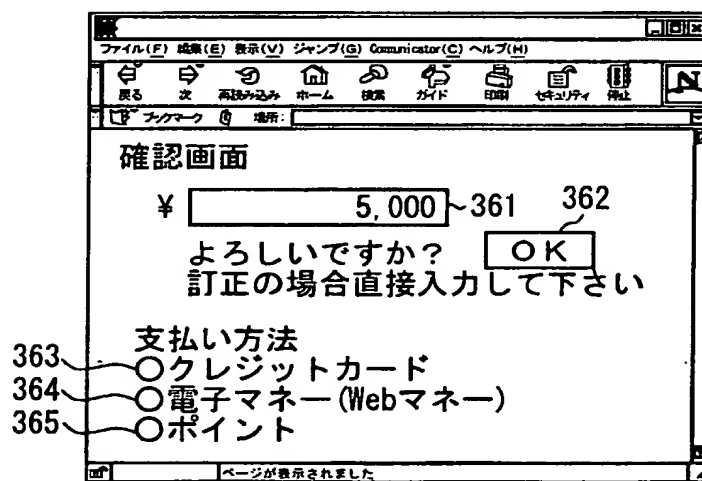 ファイル(F) 編集(E) 表示(V) ジャンプ(G) Communicator(C) ヘルプ(H)
戻る 次 再読み込み ホーム 検索 ガイド 印刷 セキュリティ 停止 N
ブックマーク 場所:
確認画面
¥ 5,000 361 362
よろしいですか? OK
訂正の場合直接入力して下さい
支払い方法
363 クレジットカード
364 電子マネー(Webマネー)
365 ポイント
ページが表示されました